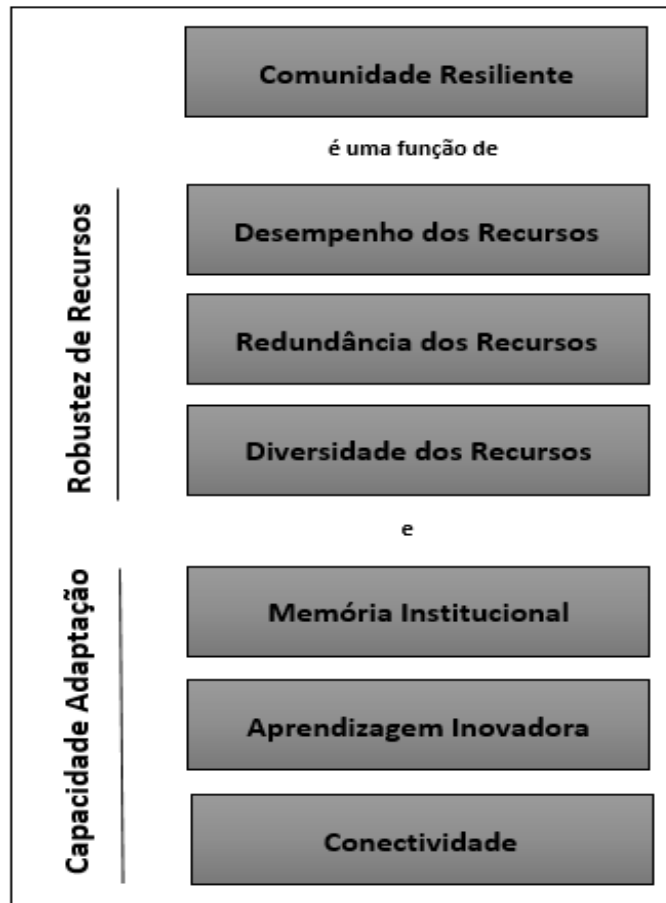 Comunidade Resiliente
é uma função de
Robustez de Recursos
Desempenho dos Recursos
Redundância dos Recursos
Diversidade dos Recursos
e
Capacidade Adaptação
Memória Institucional
Aprendizagem Inovadora
Conectividade